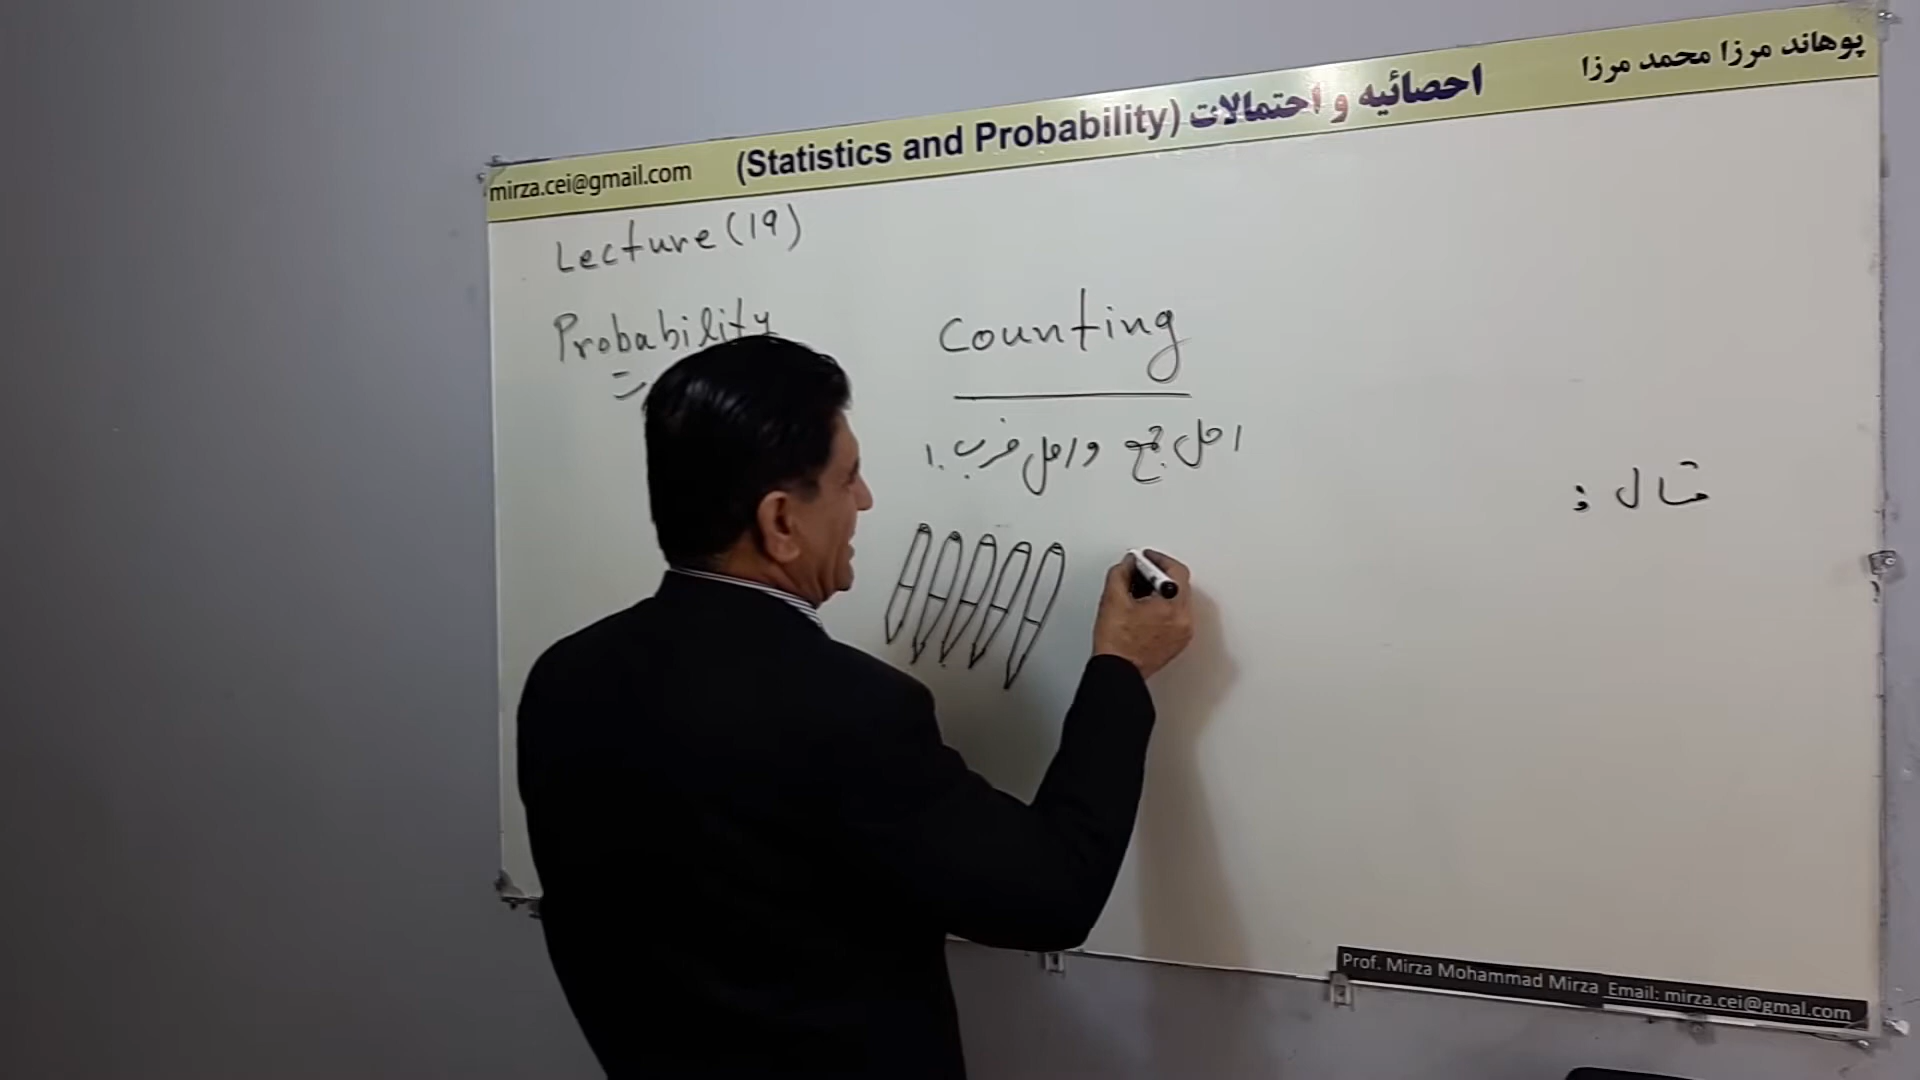 پوهاند مرزا محمد مرزا
احصائیه و احتمالات (Statistics and Probability)
mirza.cei@gmail.com
Lecture (19)
Probability
Counting
اصل جمع و اصل ضرب .۱
مثال :
Prof. Mirza Mohammad Mirza Email: mirza.cei@gmal.com